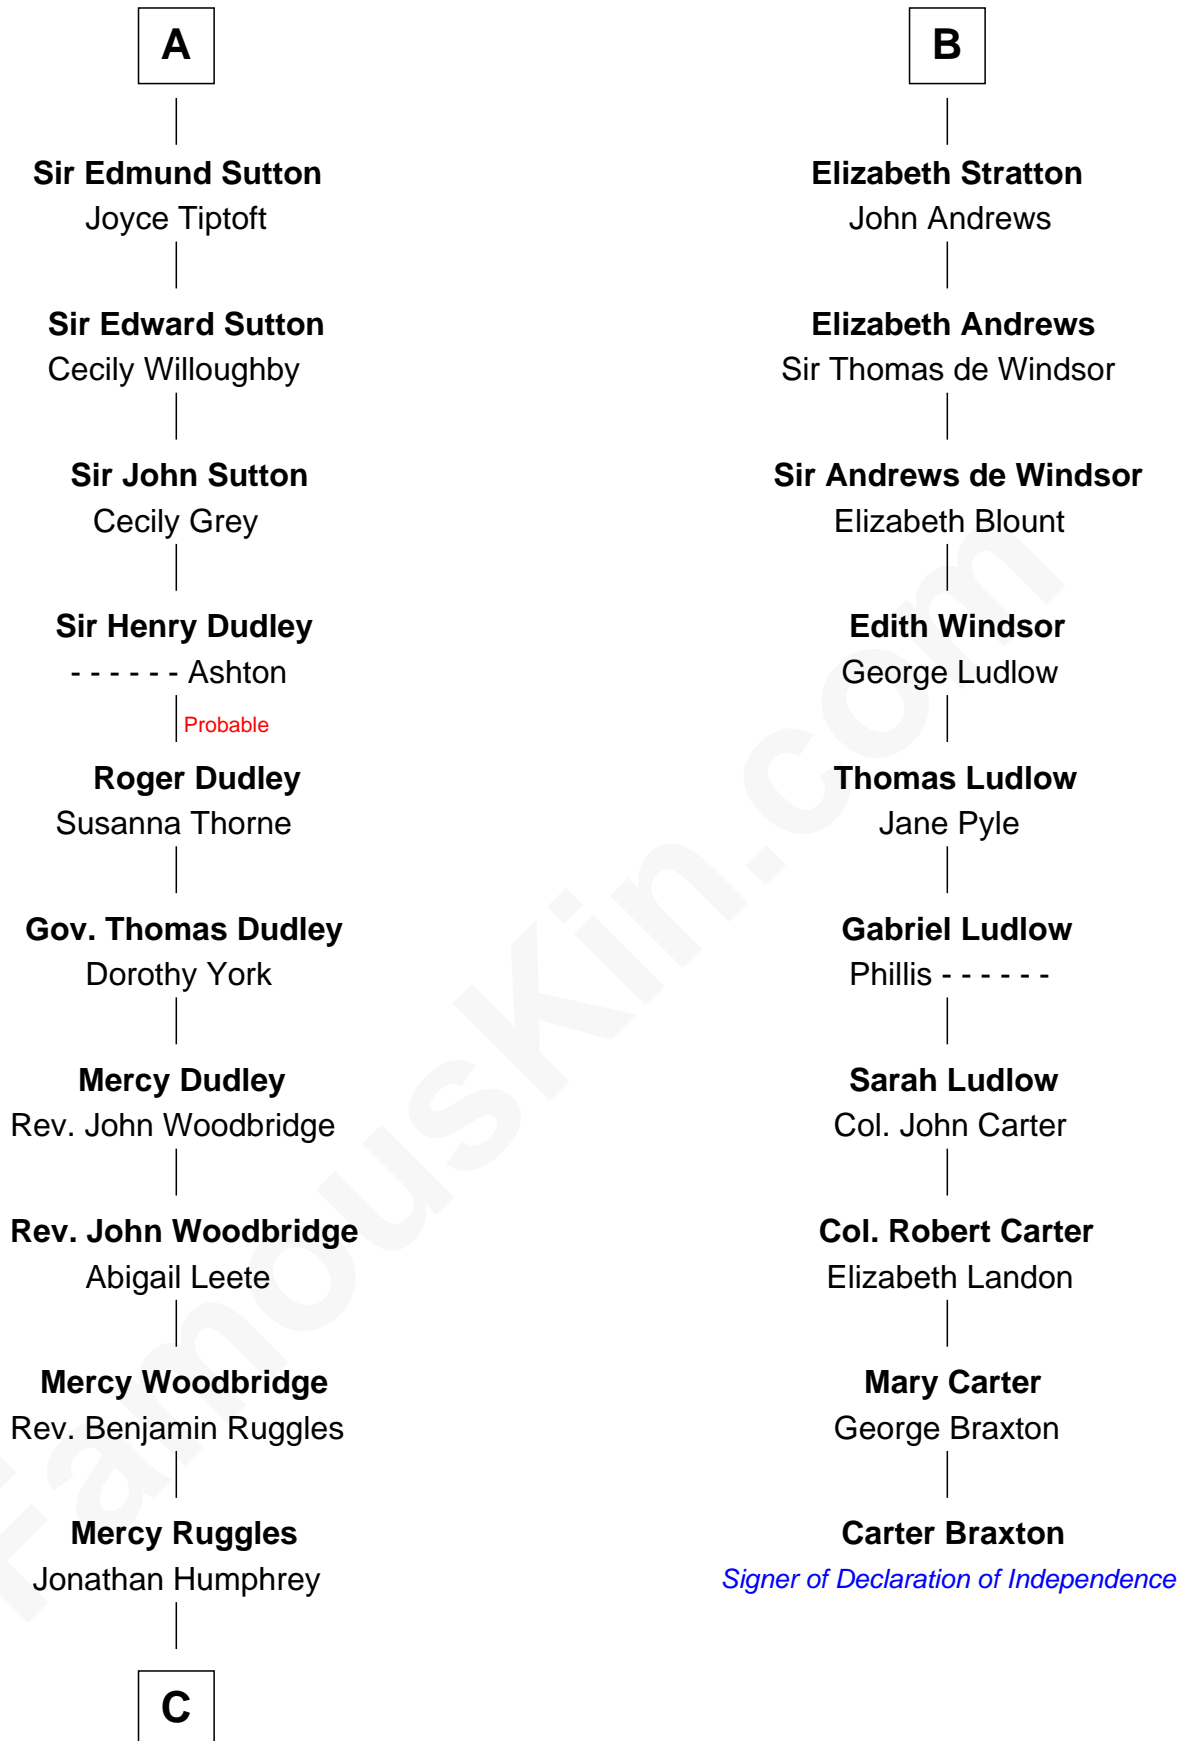 A
Sir Edmund Sutton
Joyce Tiptoft
Sir Edward Sutton
Cecily Willoughby
Sir John Sutton
Cecily Grey
Sir Henry Dudley
- - - - - - Ashton
Probable
Roger Dudley
Susanna Thorne
Gov. Thomas Dudley
Dorothy York
Mercy Dudley
Rev. John Woodbridge
Rev. John Woodbridge
Abigail Leete
Mercy Woodbridge
Rev. Benjamin Ruggles
Mercy Ruggles
Jonathan Humphrey
C
B
Elizabeth Stratton
John Andrews
Elizabeth Andrews
Sir Thomas de Windsor
Sir Andrews de Windsor
Elizabeth Blount
Edith Windsor
George Ludlow
Thomas Ludlow
Jane Pyle
Gabriel Ludlow
Phillis - - - - - -
Sarah Ludlow
Col. John Carter
Col. Robert Carter
Elizabeth Landon
Mary Carter
George Braxton
Carter Braxton
Signer of Declaration of Independence
FamousKin.com